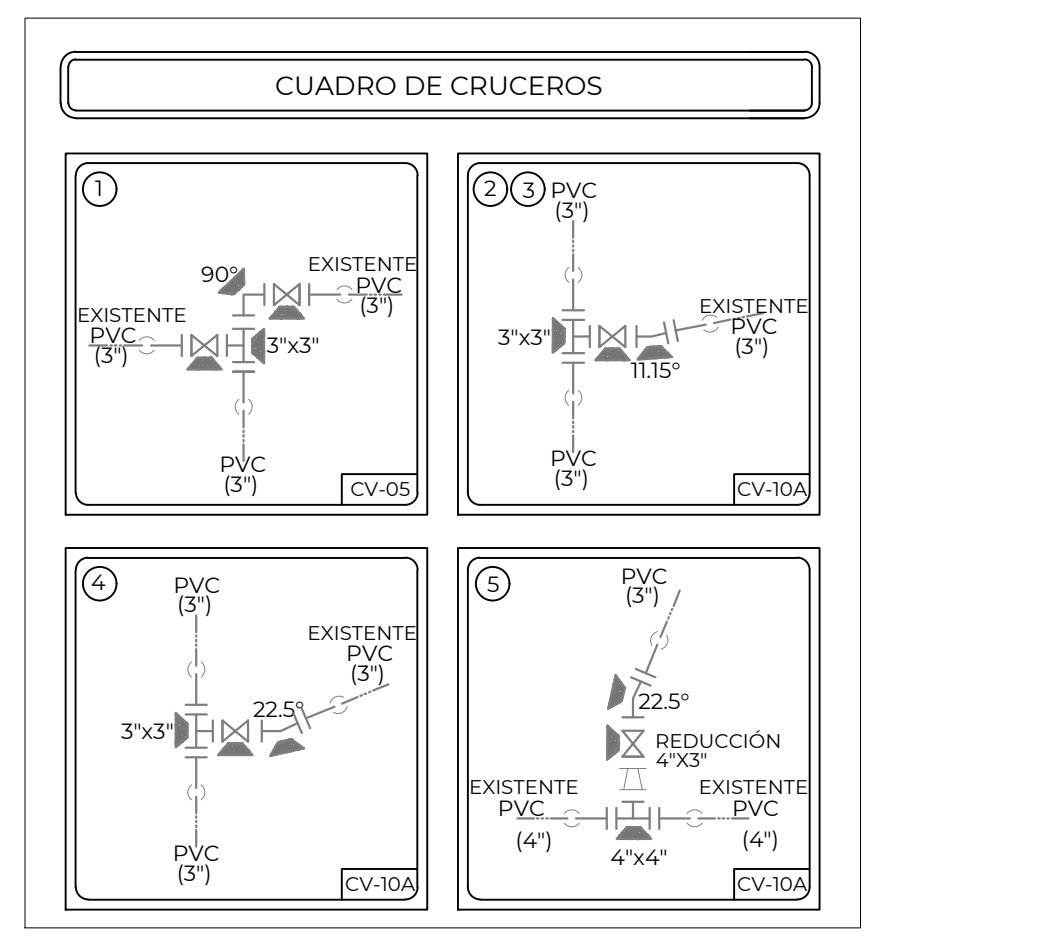 CUADRO DE CRUCEROS
1
90°
EXISTENTE
PVC
(3")
EXISTENTE
PVC
(3")
3"x3"
PVC
(3")
CV-05
2 3 PVC
(3")
EXISTENTE
PVC
(3")
3"x3"
11.15°
PVC
(3")
CV-10A
4
PVC
(3")
EXISTENTE
PVC
(3")
22.5°
3"x3"
PVC
(3")
CV-10A
5
PVC
(3")
22.5°
REDUCCIÓN
4"X3"
EXISTENTE
PVC
(4")
EXISTENTE
PVC
(4")
4"x4"
CV-10A